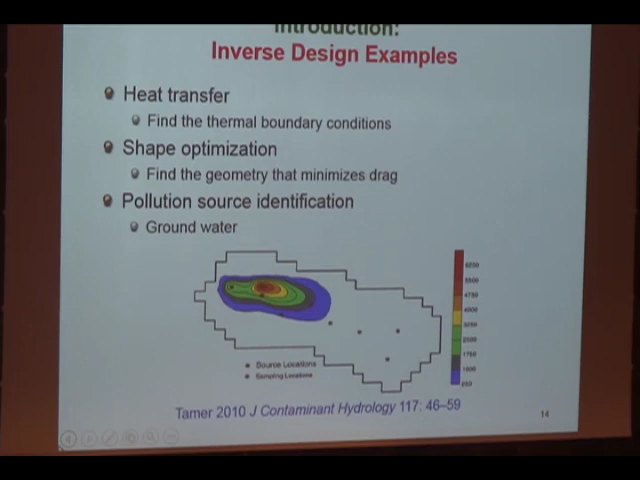 Introduction:
Inverse Design Examples
Heat transfer
Find the thermal boundary conditions
Shape optimization
Find the geometry that minimizes drag
Pollution source identification
Ground water
Source Locations
Sampling Locations
Tamer 2010 J Contaminant Hydrology 117: 46–59
14